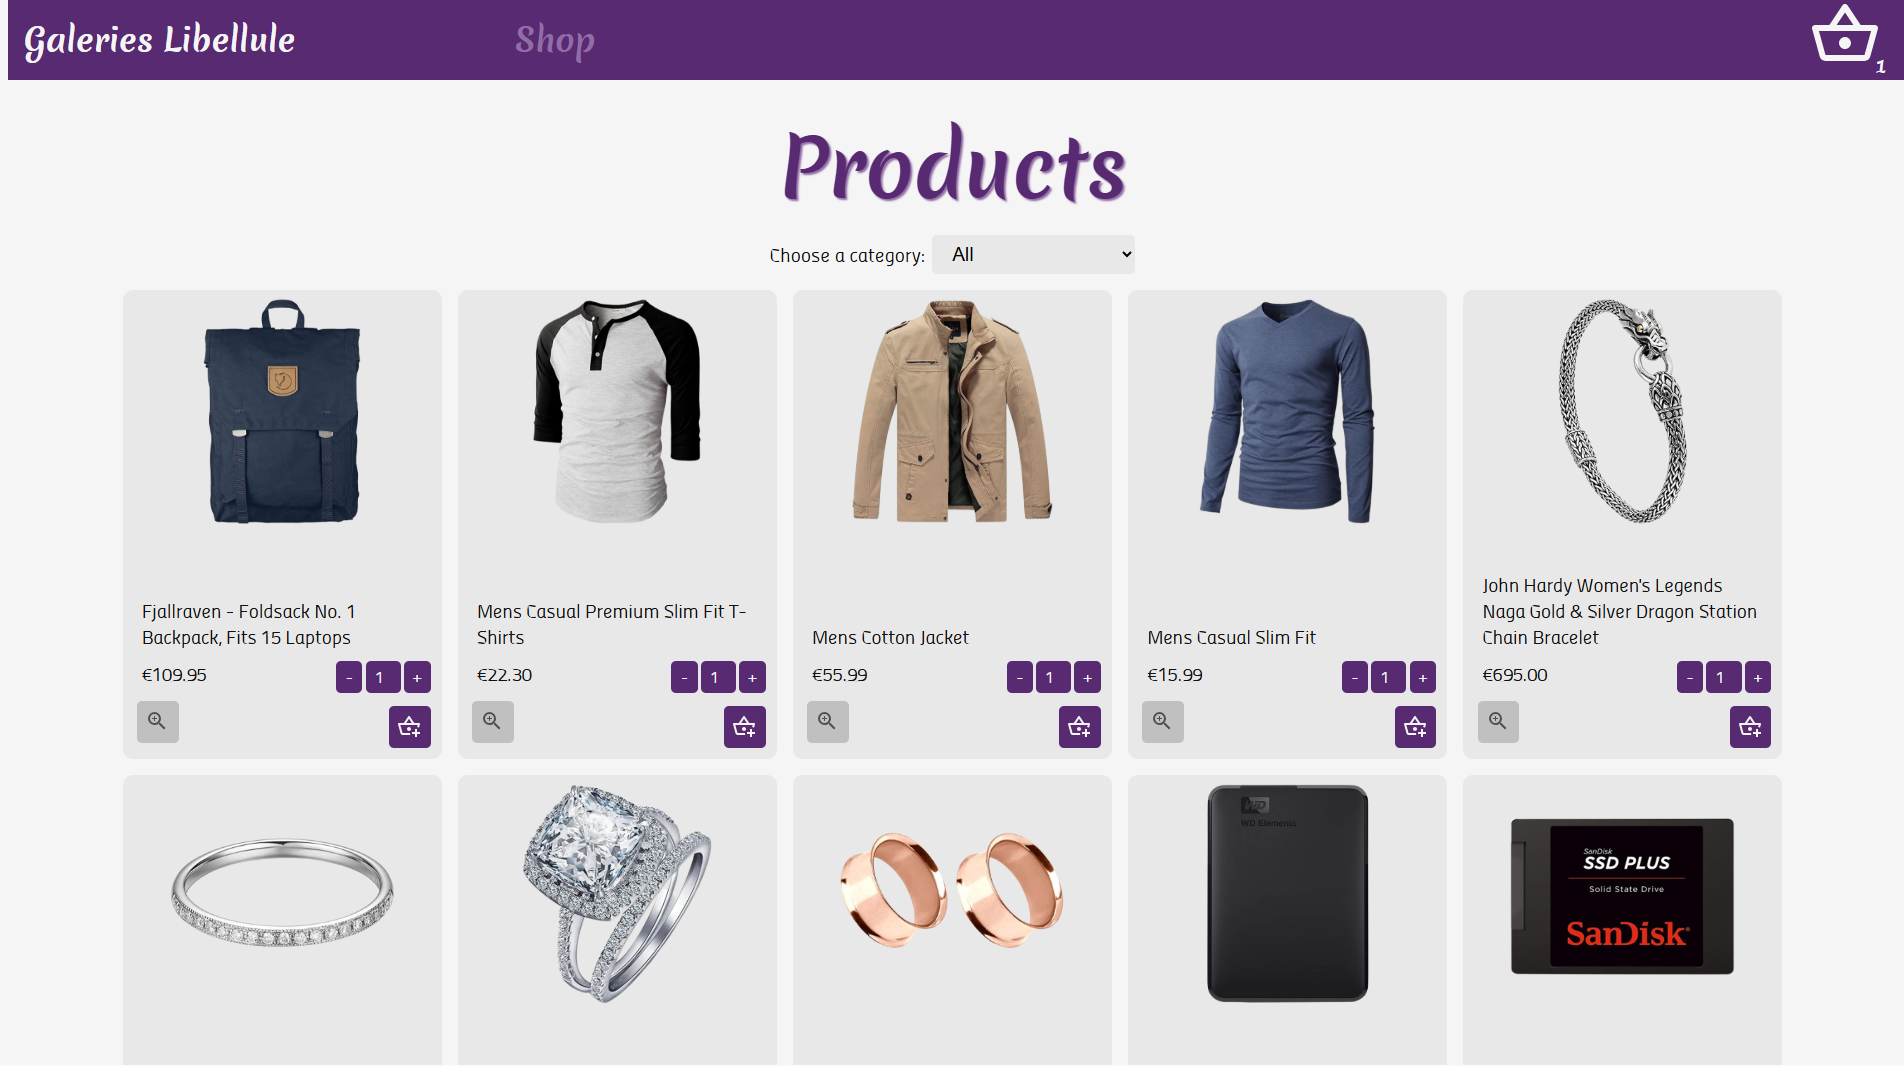 Galeries Libellule
Shop
1
Products
Choose a category:
All
Fjallraven - Foldsack No. 1
Backpack, Fits 15 Laptops
€109.95
- 1 +
Mens Casual Premium Slim Fit T-
Shirts
€22.30
- 1 +
Mens Cotton Jacket
€55.99
- 1 +
Mens Casual Slim Fit
€15.99
- 1 +
John Hardy Women's Legends
Naga Gold & Silver Dragon Station
Chain Bracelet
€695.00
- 1 +
WD
WD Elements
SanDisk
SSD PLUS
Solid State Drive
SanDisk